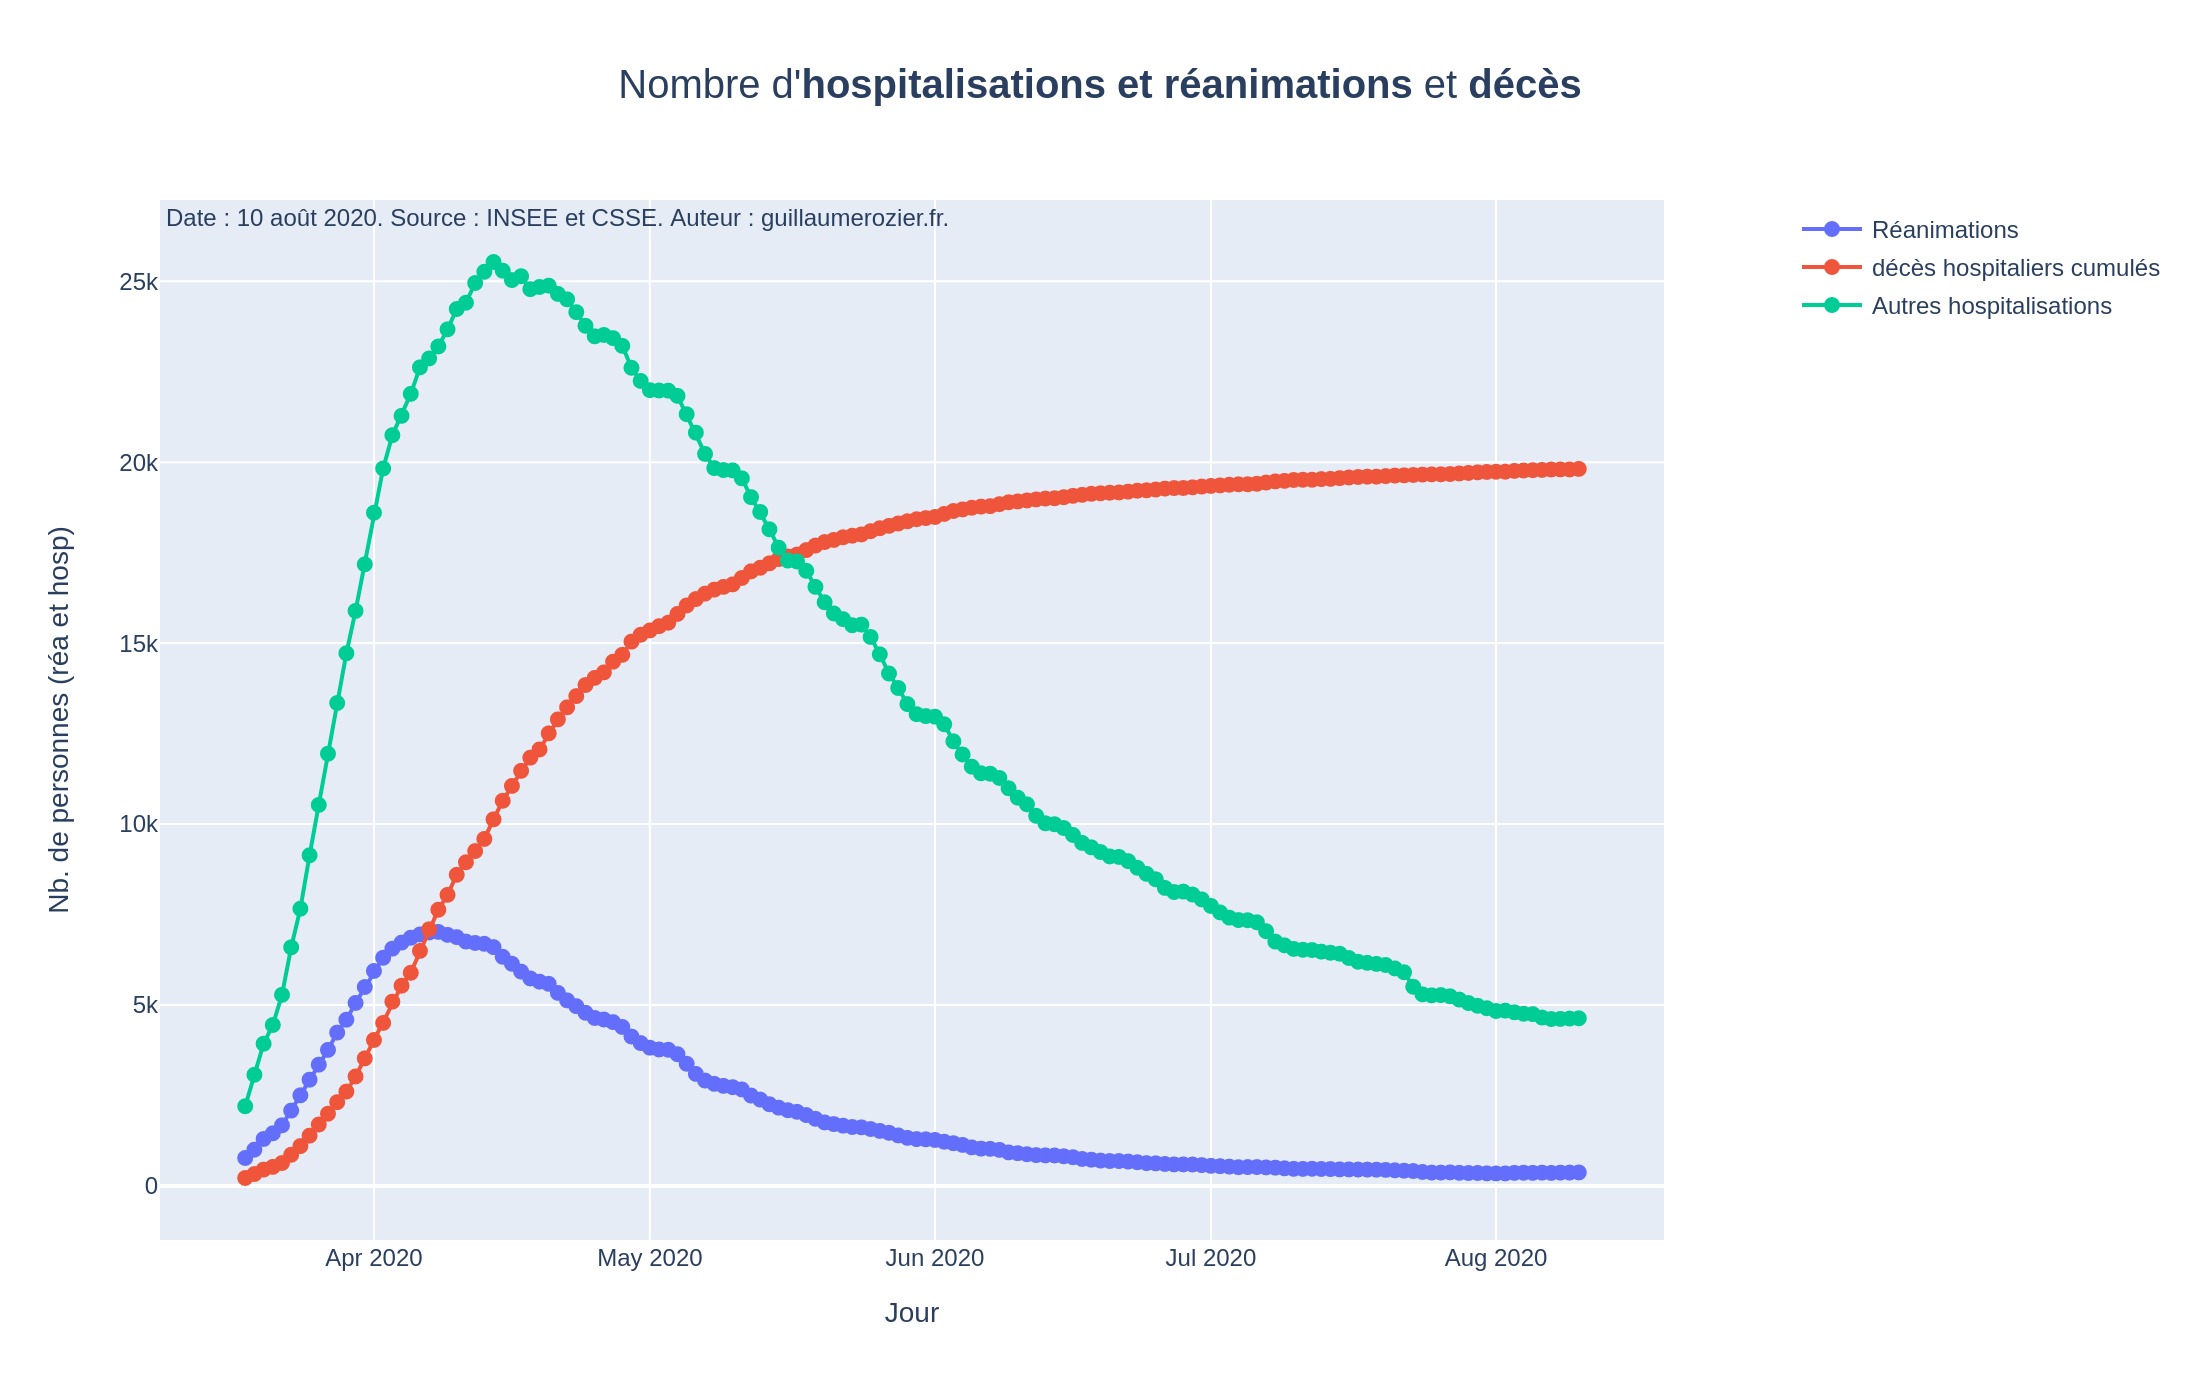 Nombre d'hospitalisations et réanimations et décès
Date : 10 août 2020. Source : INSEE et CSSE. Auteur : guillaumerozier.fr.
Réanimations
décès hospitaliers cumulés
Autres hospitalisations
25k
20k
15k
10k
5k
0
Nb. de personnes (réa et hosp)
Apr 2020
May 2020
Jun 2020
Jul 2020
Aug 2020
Jour